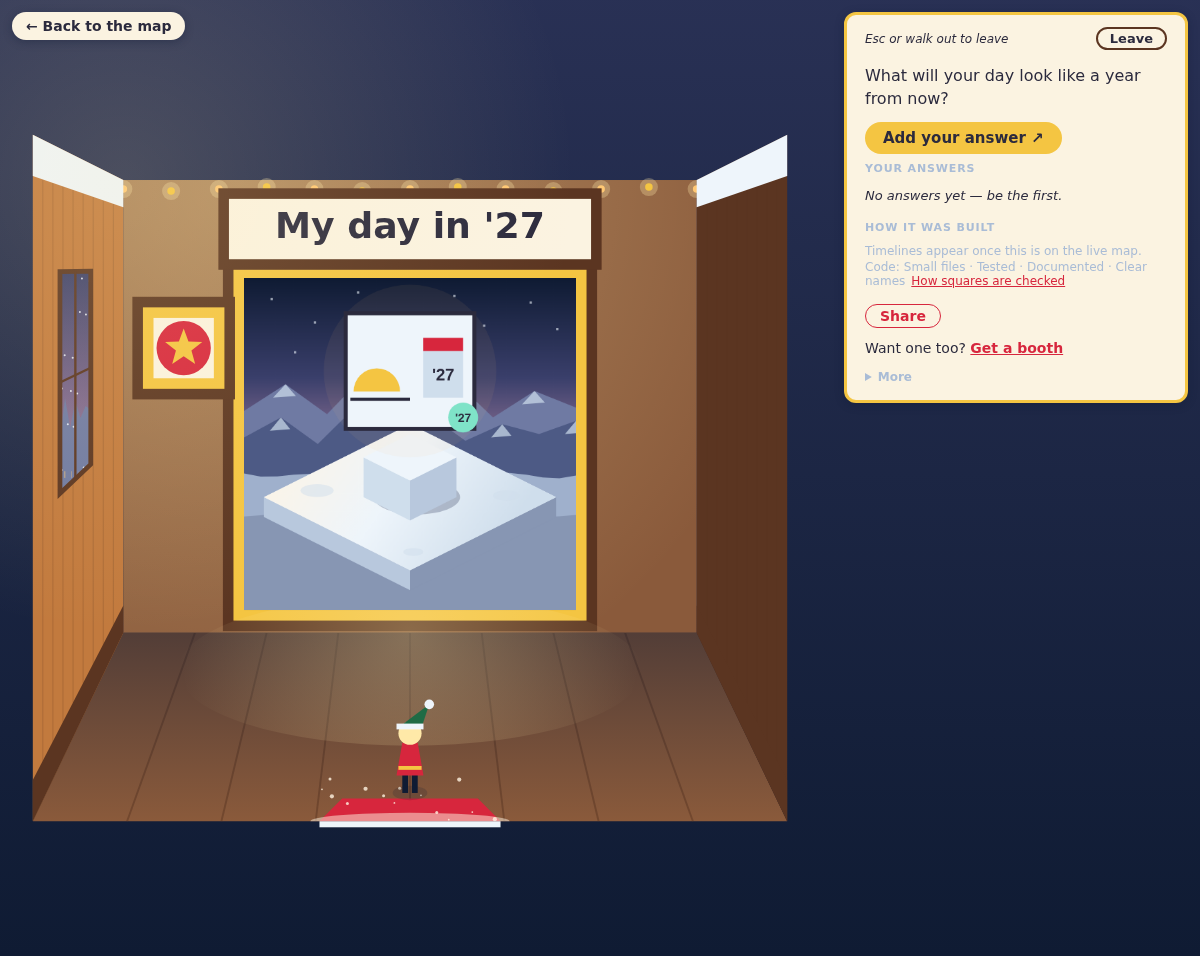 ← Back to the map
Esc or walk out to leave
Leave
What will your day look like a year
from now?
Add your answer ↗
YOUR ANSWERS
No answers yet — be the first.
HOW IT WAS BUILT
Timelines appear once this is on the live map.
Code: Small files · Tested · Documented · Clear
names How squares are checked
Share
Want one too? Get a booth
More
My day in '27
'27
'27